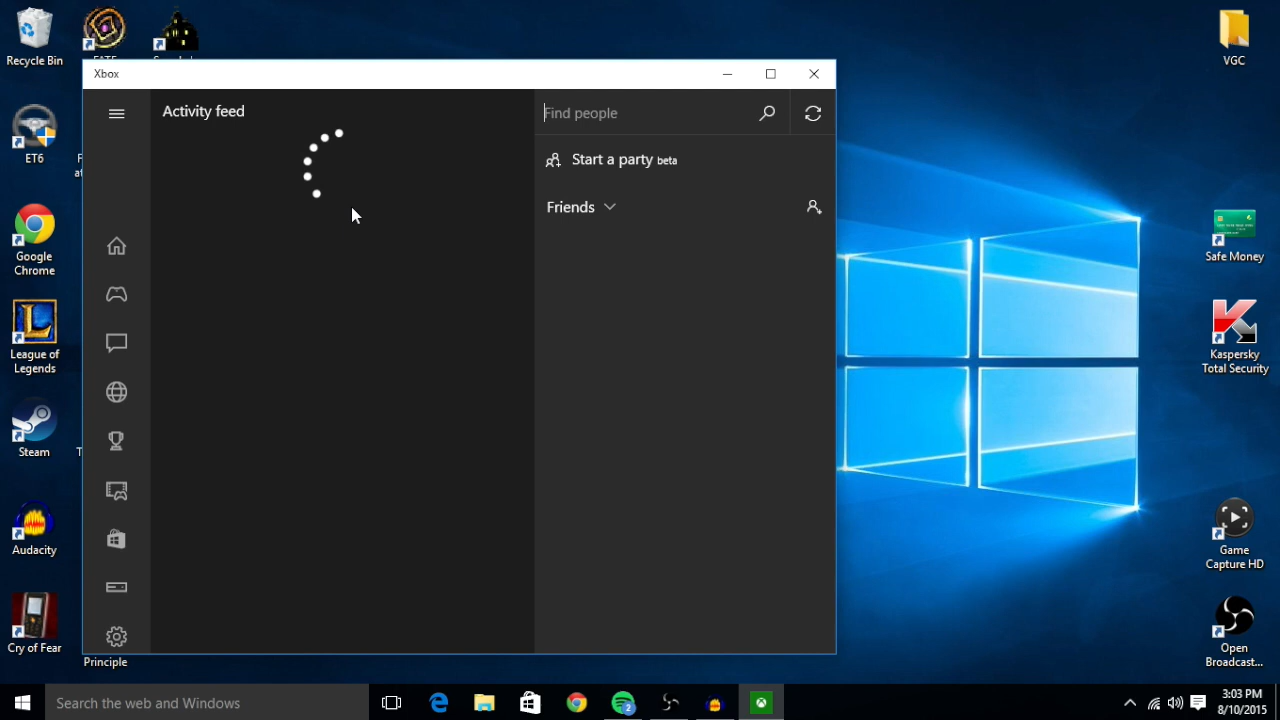 Recycle Bin
ET6
Google
Chrome
League of
Legends
Steam
Audacity
Cry of Fear
Principle
Xbox
Activity feed
Find people
Start a party beta
Friends
VGC
Safe Money
Kaspersky
Total Security
Game
Capture HD
Open
Broadcast...
Search the web and Windows
2
3:03 PM
8/10/2015